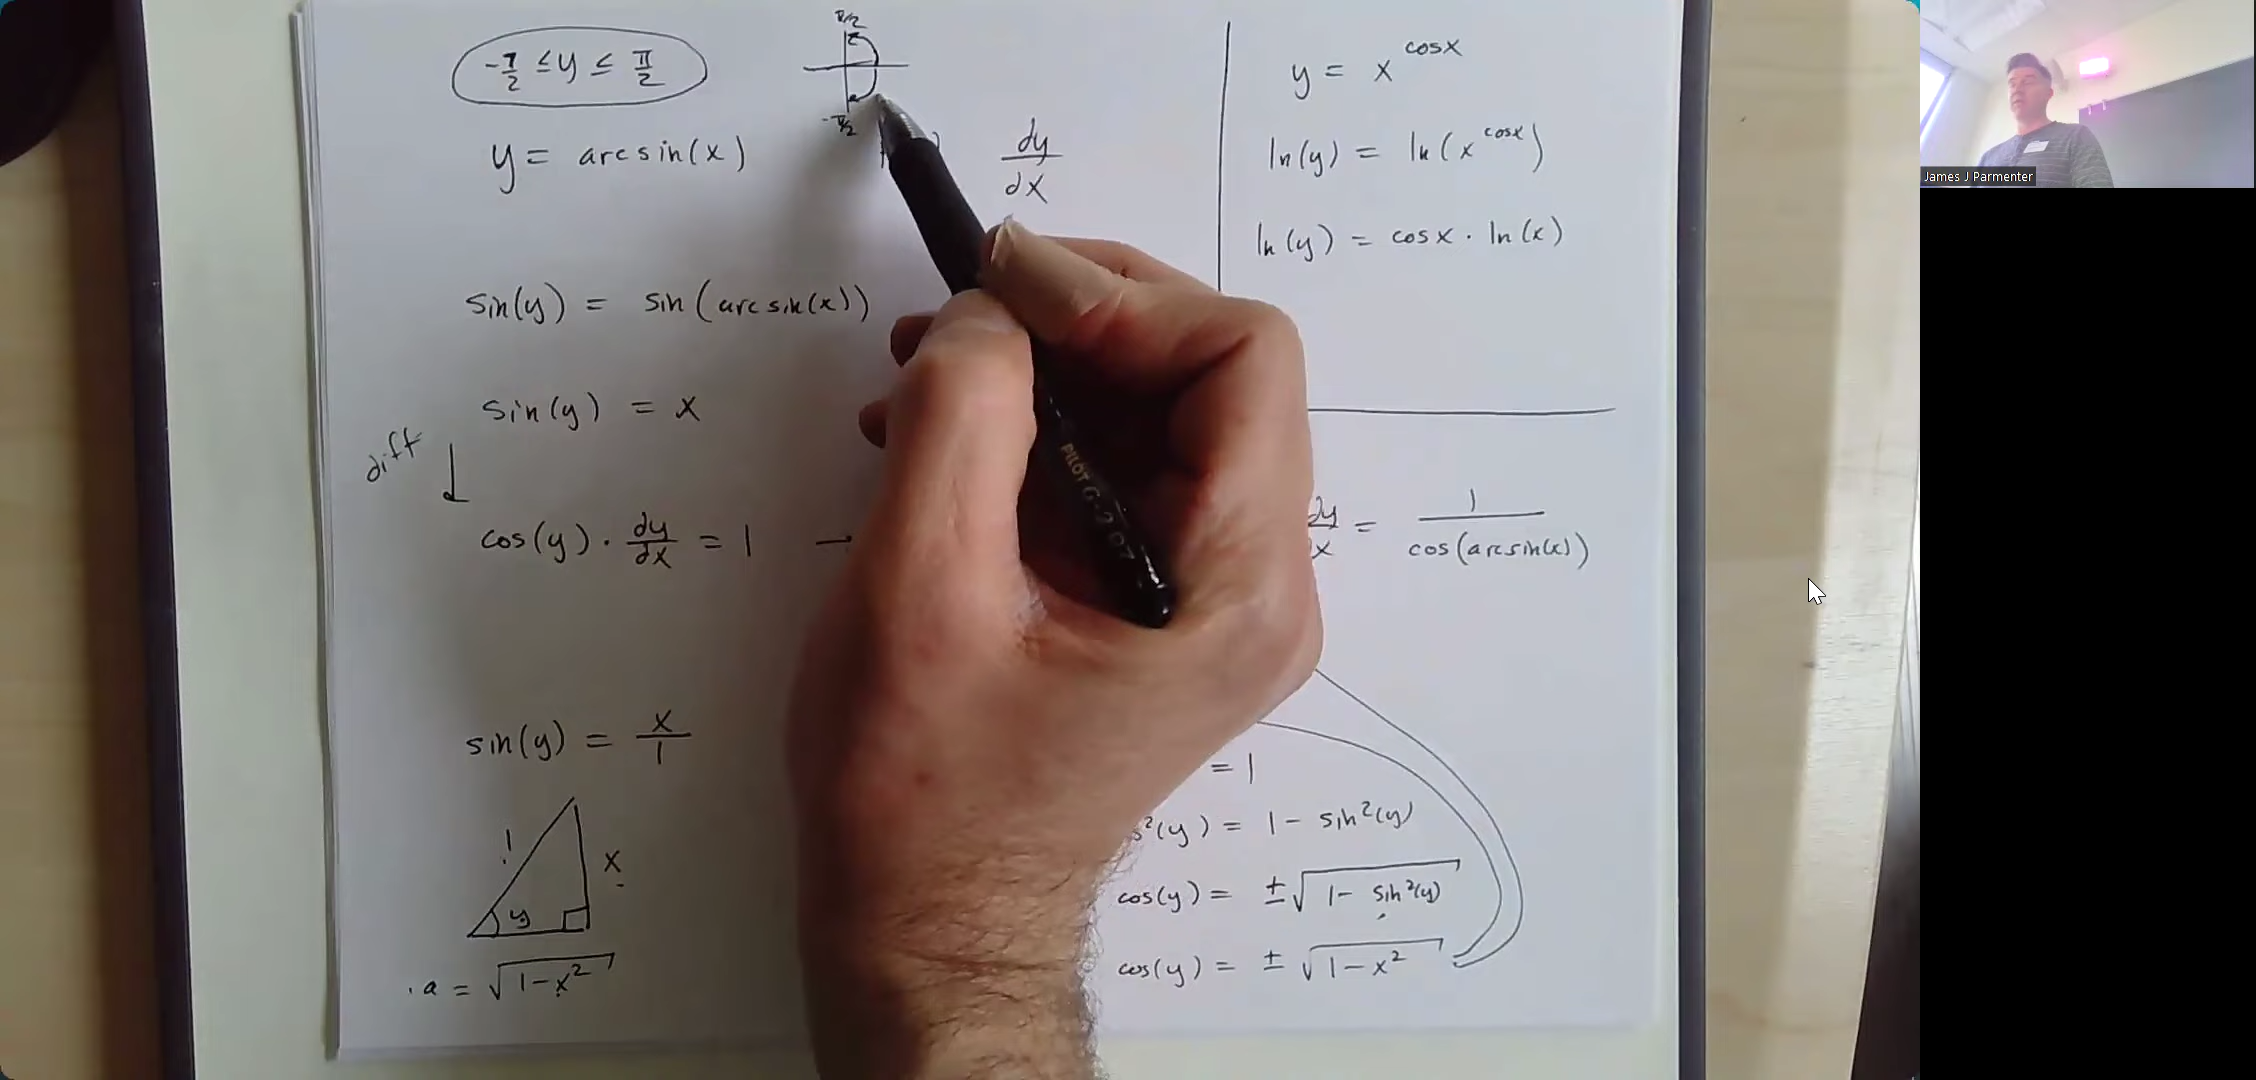 -π/2 ≤ y ≤ π/2
π/2
-π/2
y = arcsin(x)
dy/dx
sin(y) = sin(arcsin(x))
sin(y) = x
diff ↓
cos(y) · dy/dx = 1 →
sin(y) = x/1
1
x
y
a = √(1-x²)
y = x^cosx
ln(y) = ln(x^cosx)
ln(y) = cosx · ln(x)
dy/dx = 1/cos(arcsin(x))
= 1
²(y) = 1 - sin²(y)
cos(y) = ±√(1 - sin²(y))
cos(y) = ±√(1-x²)
PILOT G-2 07
James J Parmenter